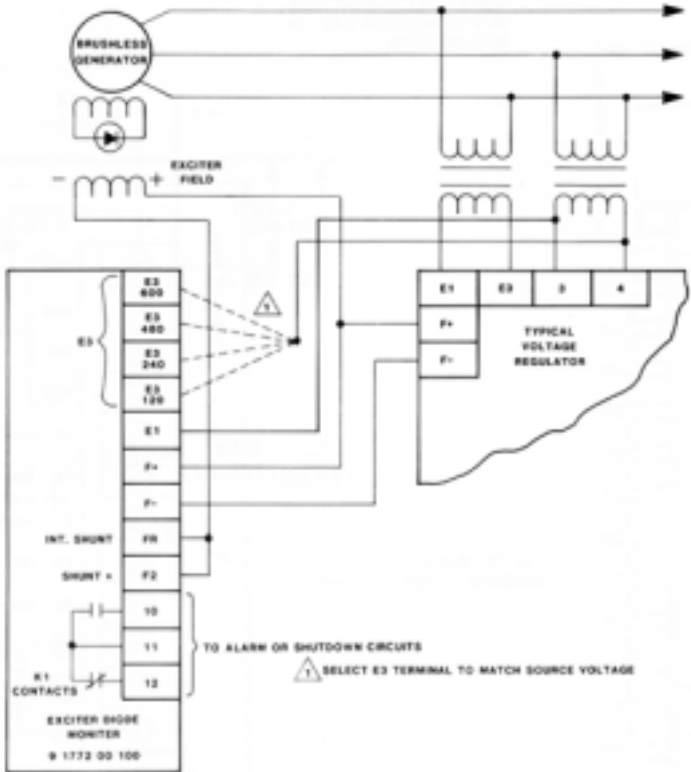 BRUSHLESS
GENERATOR
EXCITER
FIELD
-
+
E3
600
E3
480
E3
E3
240
E3
120
E1
F+
F-
INT. SHUNT
FR
SHUNT +
F2
10
11
12
K1
CONTACTS
EXCITER DIODE
MONITER
9 1772 00 100
1
E1
E3
3
4
F+
F-
TYPICAL
VOLTAGE
REGULATOR
TO ALARM OR SHUTDOWN CIRCUITS
1
SELECT E3 TERMINAL TO MATCH SOURCE VOLTAGE